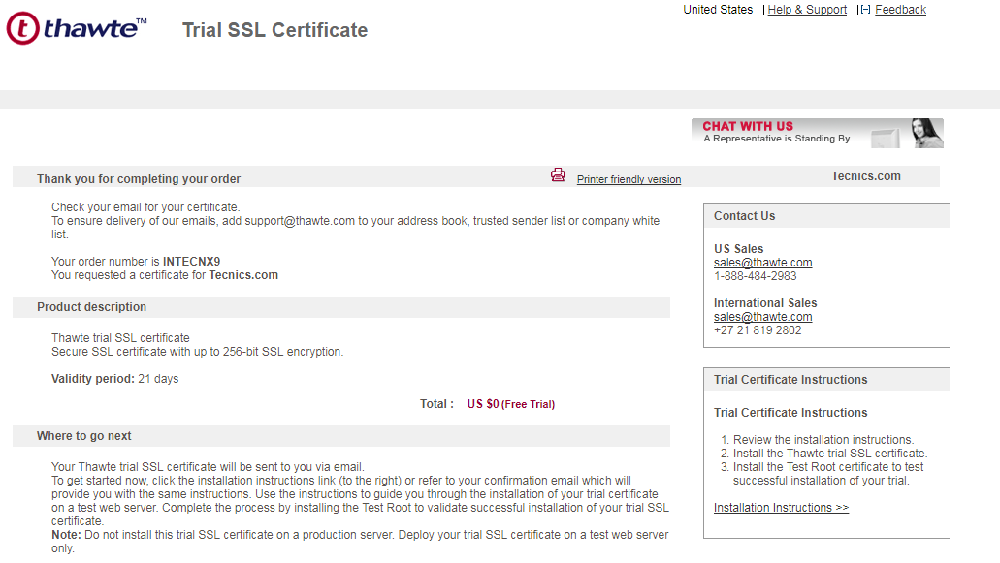 thawte™
Trial SSL Certificate
United States | Help & Support | Feedback
CHAT WITH US
A Representative is Standing By.
Thank you for completing your order
Printer friendly version
Tecnics.com
Check your email for your certificate.
To ensure delivery of our emails, add support@thawte.com to your address book, trusted sender list or company white
list.
Your order number is INTECNX9
You requested a certificate for Tecnics.com
Product description
Thawte trial SSL certificate
Secure SSL certificate with up to 256-bit SSL encryption.
Validity period: 21 days
Total : US $0 (Free Trial)
Where to go next
Your Thawte trial SSL certificate will be sent to you via email.
To get started now, click the installation instructions link (to the right) or refer to your confirmation email which will
provide you with the same instructions. Use the instructions to guide you through the installation of your trial certificate
on a test web server. Complete the process by installing the Test Root to validate successful installation of your trial SSL
certificate.
Note: Do not install this trial SSL certificate on a production server. Deploy your trial SSL certificate on a test web server
only.
Contact Us
US Sales
sales@thawte.com
1-888-484-2983
International Sales
sales@thawte.com
+27 21 819 2802
Trial Certificate Instructions
Trial Certificate Instructions
1. Review the installation instructions.
2. Install the Thawte trial SSL certificate.
3. Install the Test Root certificate to test
successful installation of your trial.
Installation Instructions >>